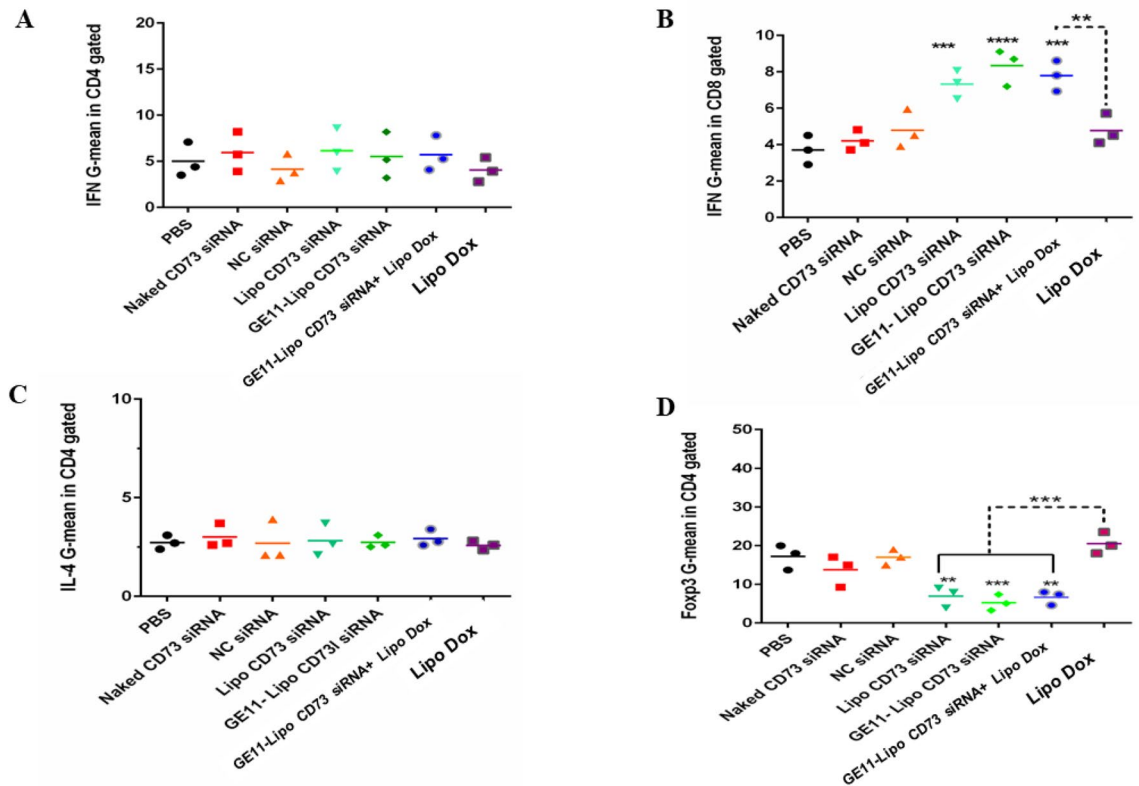 A
IFN G-mean in CD4 gated
20
15
10
5
0
PBS
Naked CD73 siRNA
NC siRNA
Lipo CD73 siRNA
GE11-Lipo CD73 siRNA
GE11-Lipo CD73 siRNA+ Lipo Dox
Lipo Dox
B
IFN G-mean in CD8 gated
10
8
6
4
2
0
***
****
***
**
PBS
Naked CD73 siRNA
NC siRNA
Lipo CD73 siRNA
GE11- Lipo CD73 siRNA
GE11-Lipo CD73 siRNA+ Lipo Dox
Lipo Dox
C
IL-4 G-mean in CD4 gated
10
5
0
PBS
Naked CD73 siRNA
NC siRNA
Lipo CD73 siRNA
GE11- Lipo CD73I siRNA
GE11-Lipo CD73 siRNA+ Lipo Dox
Lipo Dox
D
Foxp3 G-mean in CD4 gated
50
40
30
20
10
0
**
***
**
***
PBS
Naked CD73 siRNA
NC siRNA
Lipo CD73 siRNA
GE11- Lipo CD73 siRNA
GE11-Lipo CD73 siRNA+ Lipo Dox
Lipo Dox